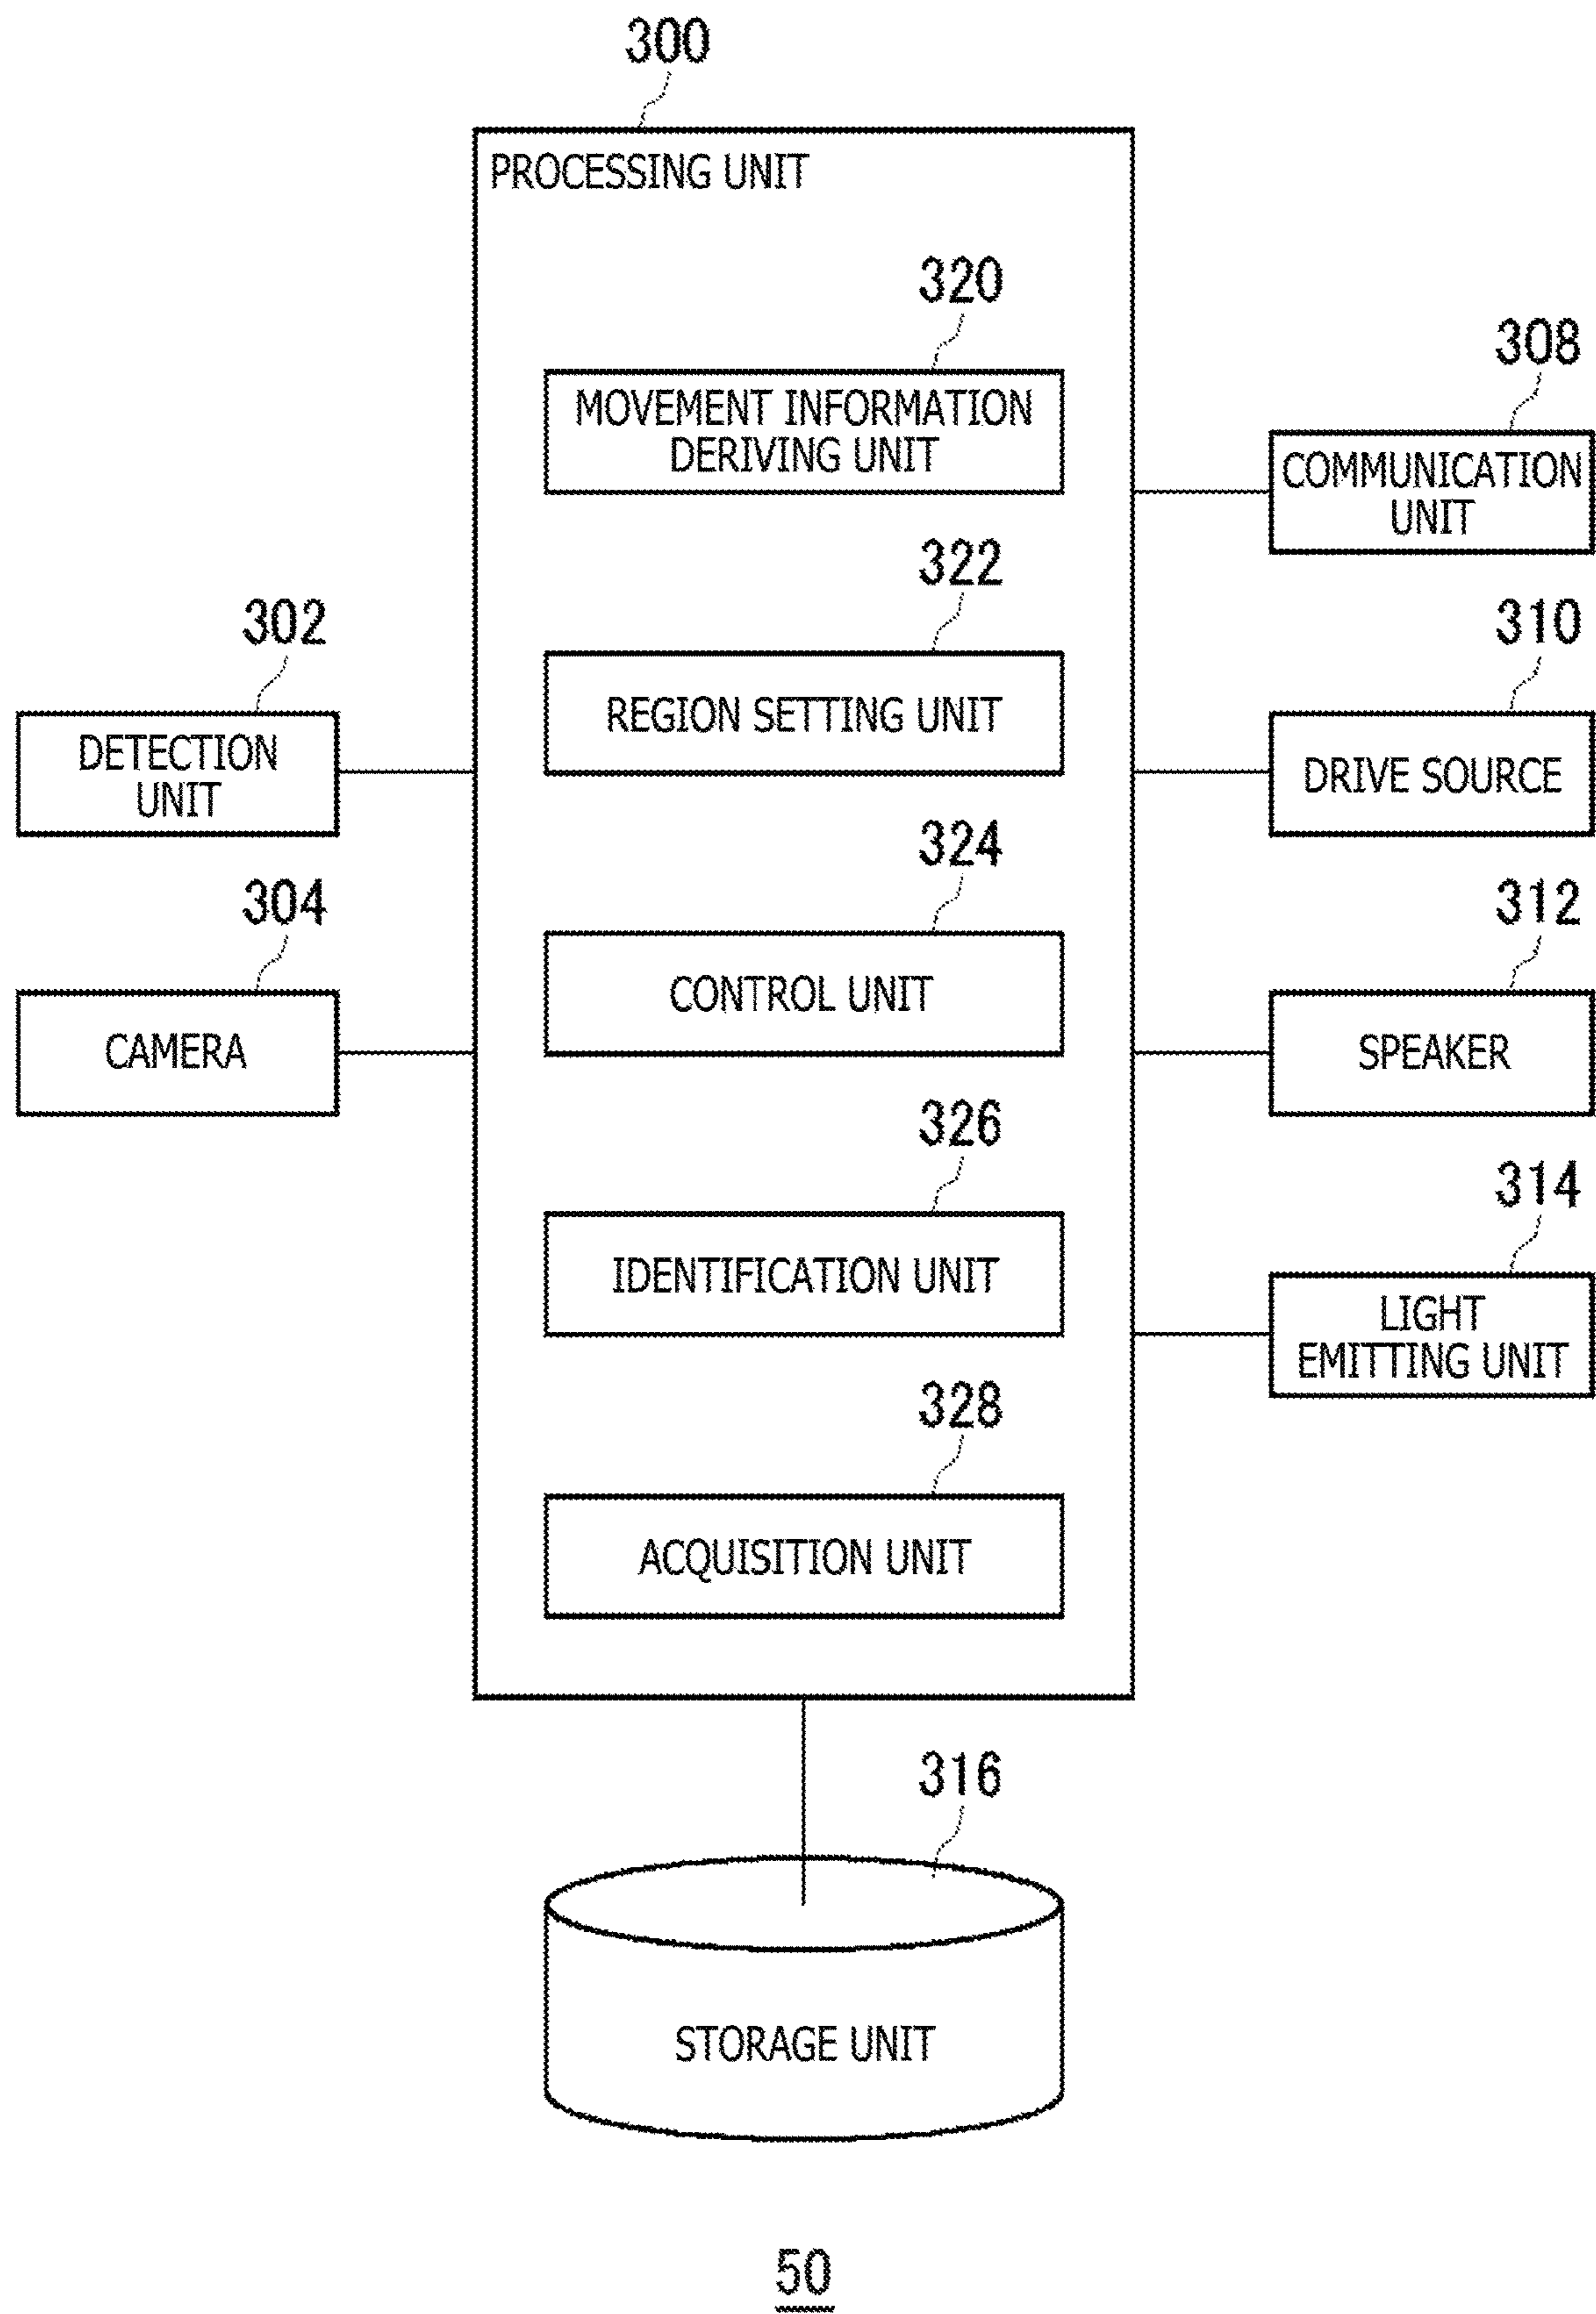 300
PROCESSING UNIT
320
MOVEMENT INFORMATION
DERIVING UNIT
308
COMMUNICATION
UNIT
322
REGION SETTING UNIT
302
DETECTION
UNIT
310
DRIVE SOURCE
324
CONTROL UNIT
304
CAMERA
312
SPEAKER
326
IDENTIFICATION UNIT
314
LIGHT
EMITTING UNIT
328
ACQUISITION UNIT
316
STORAGE UNIT
50